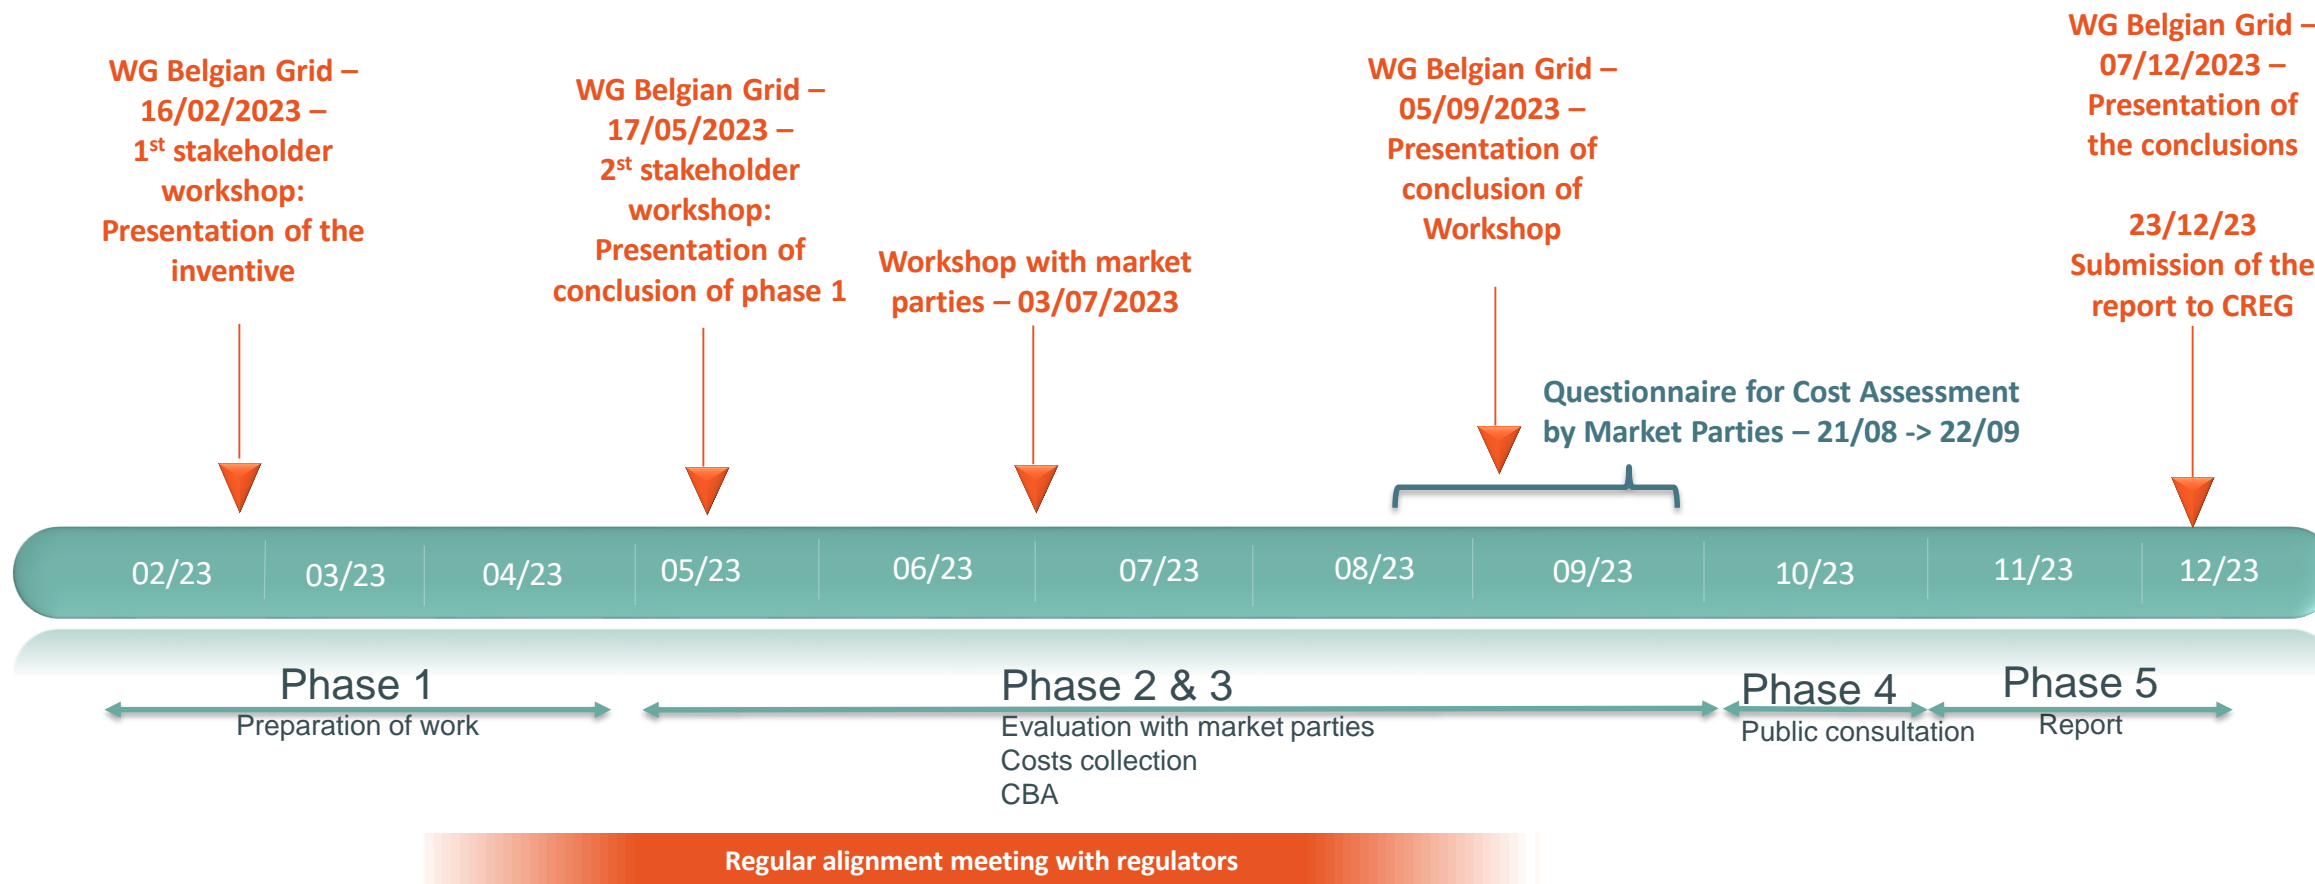 WG Belgian Grid –
16/02/2023 –
1st stakeholder
workshop:
Presentation of the
inventive
WG Belgian Grid –
17/05/2023 –
2st stakeholder
workshop:
Presentation of
conclusion of phase 1
Workshop with market
parties – 03/07/2023
WG Belgian Grid –
05/09/2023 –
Presentation of
conclusion of
Workshop
WG Belgian Grid –
07/12/2023 –
Presentation of
the conclusions
23/12/23
Submission of the
report to CREG
Questionnaire for Cost Assessment
by Market Parties – 21/08 -> 22/09
02/23 03/23 04/23 05/23 06/23 07/23 08/23 09/23 10/23 11/23 12/23
Phase 1
Preparation of work
Phase 2 & 3
Evaluation with market parties
Costs collection
CBA
Phase 4
Public consultation
Phase 5
Report
Regular alignment meeting with regulators